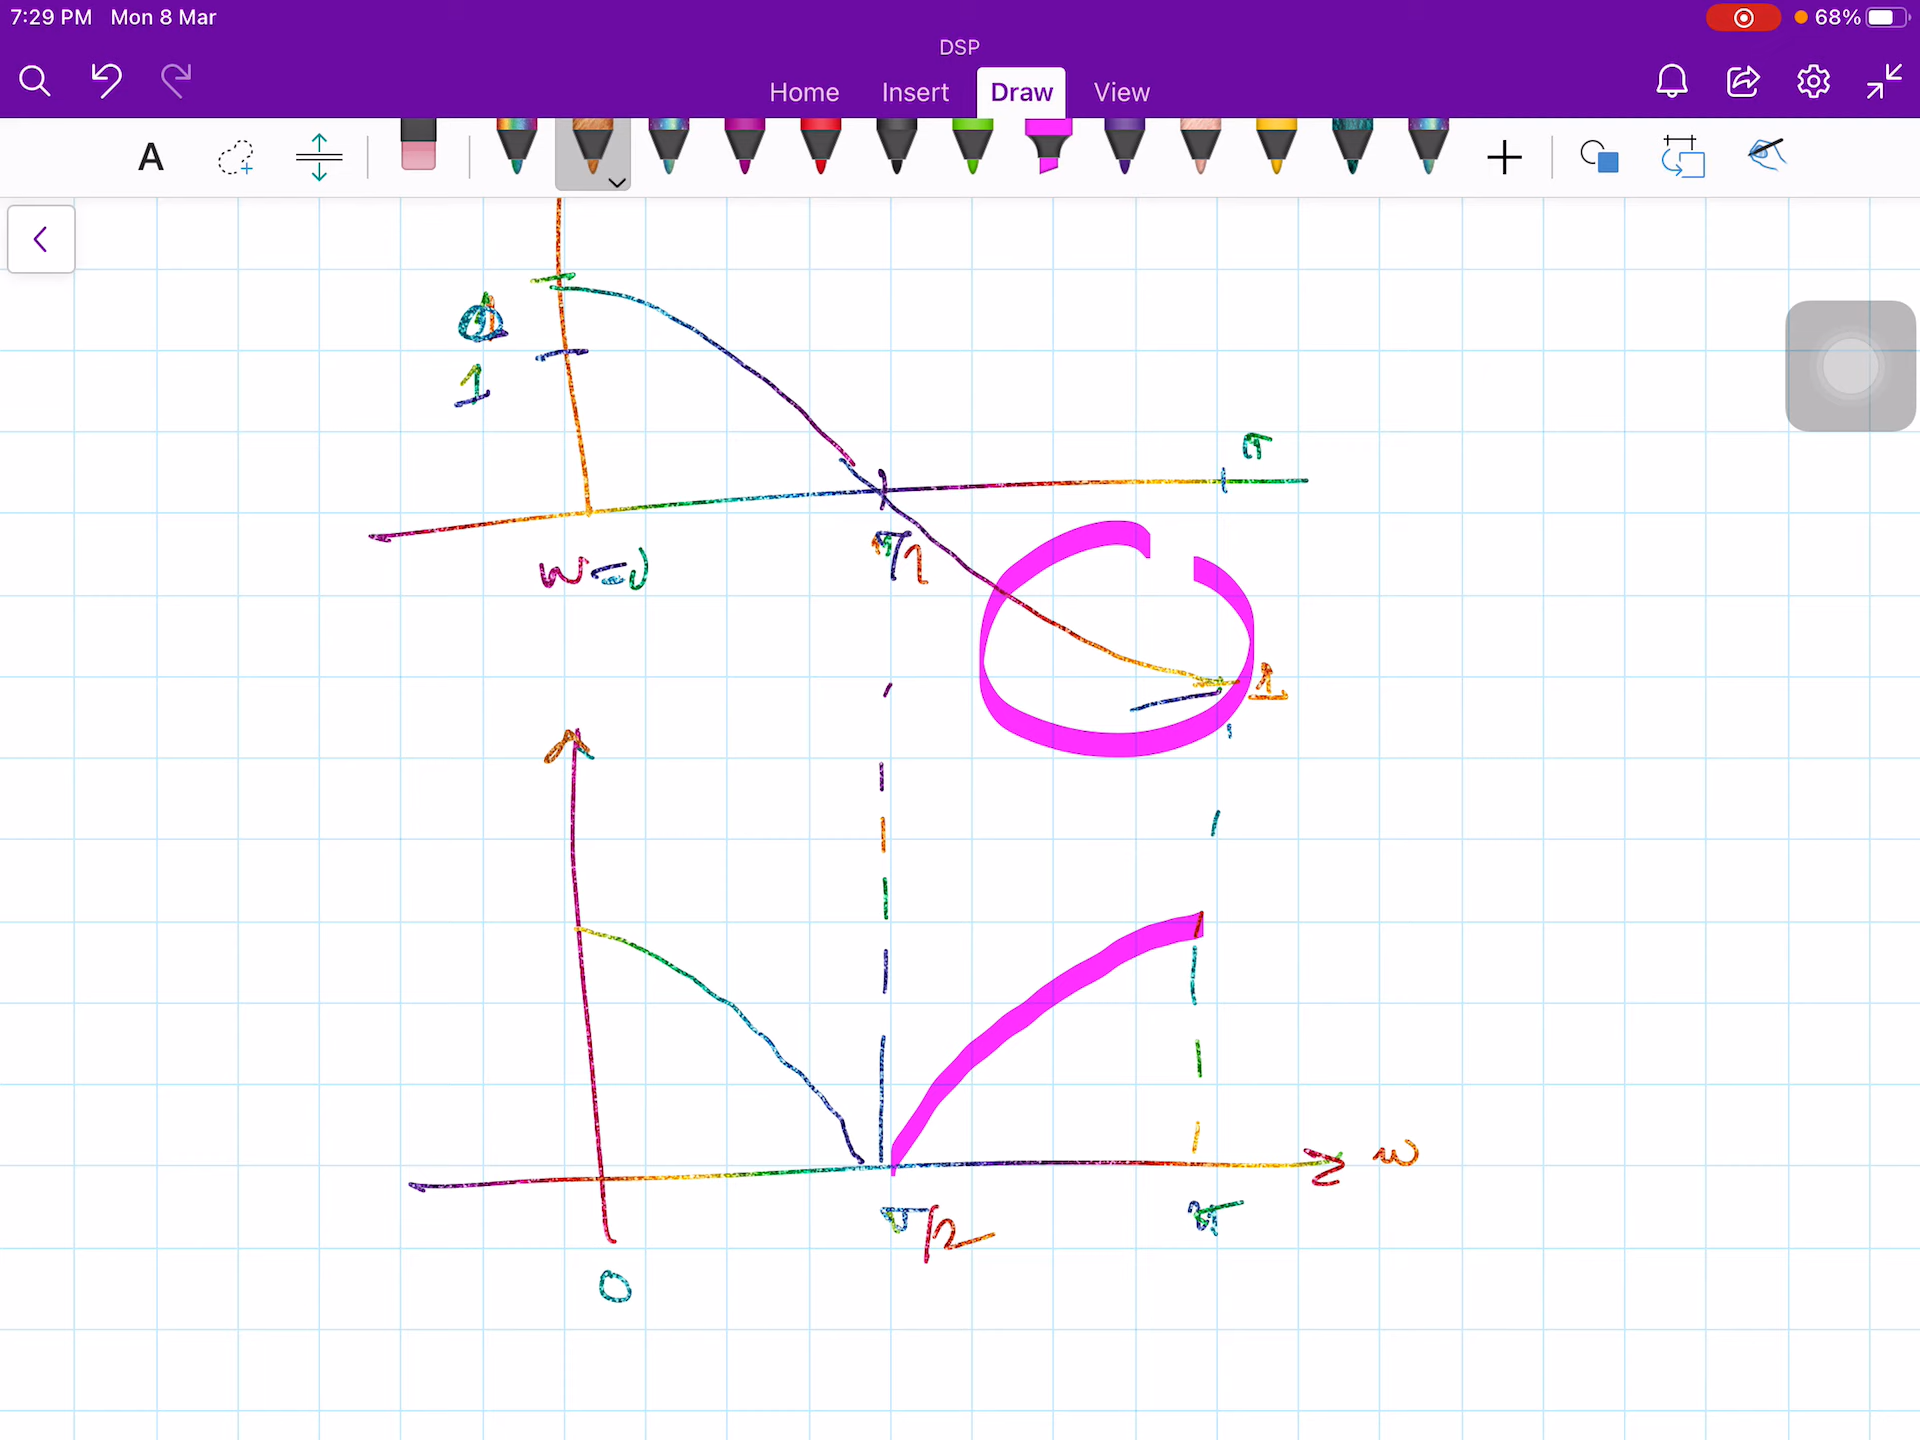 7:29 PM Mon 8 Mar
68%
DSP
Home Insert Draw View
A
1
π
π/2
w=0
1
w
π/2
π
0